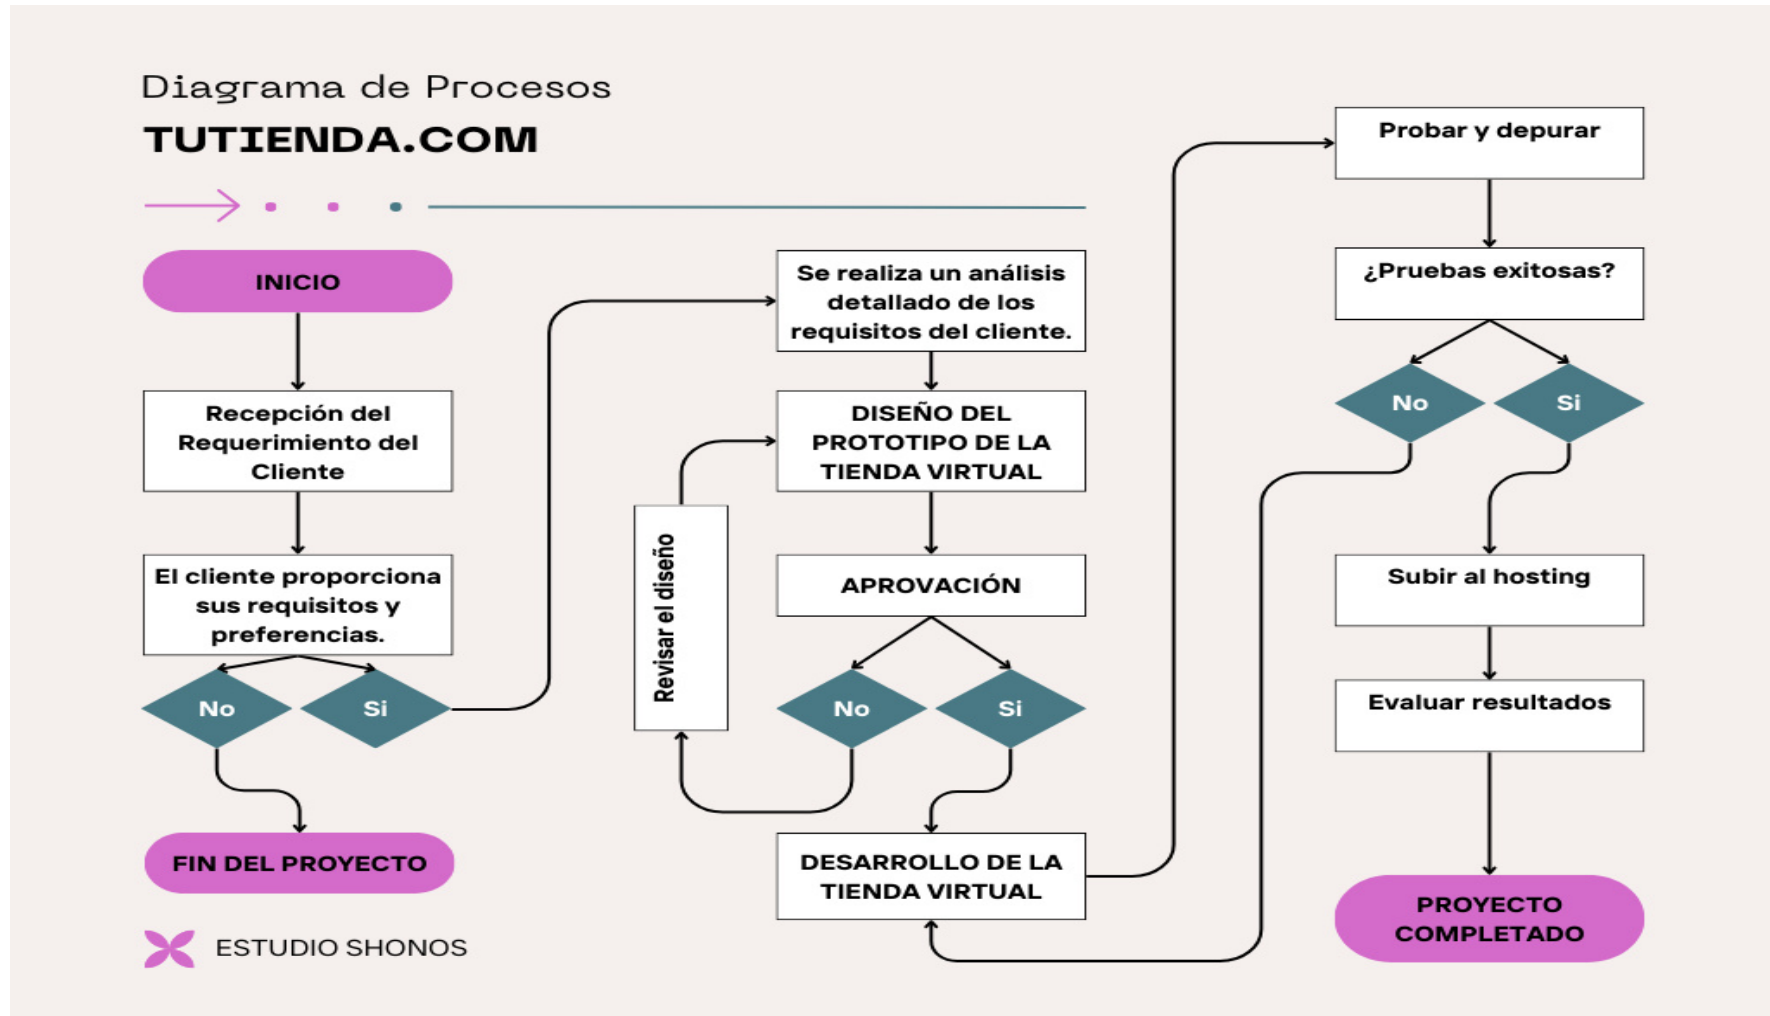 Diagrama de Procesos
TUTIENDA.COM
INICIO
Recepción del
Requerimiento del
Cliente
El cliente proporciona
sus requisitos y
preferencias.
No
Si
FIN DEL PROYECTO
ESTUDIO SHONOS
Se realiza un análisis
detallado de los
requisitos del cliente.
DISEÑO DEL
PROTOTIPO DE LA
TIENDA VIRTUAL
Revisar el diseño
APROVACIÓN
No
Si
DESARROLLO DE LA
TIENDA VIRTUAL
Probar y depurar
¿Pruebas exitosas?
No
Si
Subir al hosting
Evaluar resultados
PROYECTO
COMPLETADO